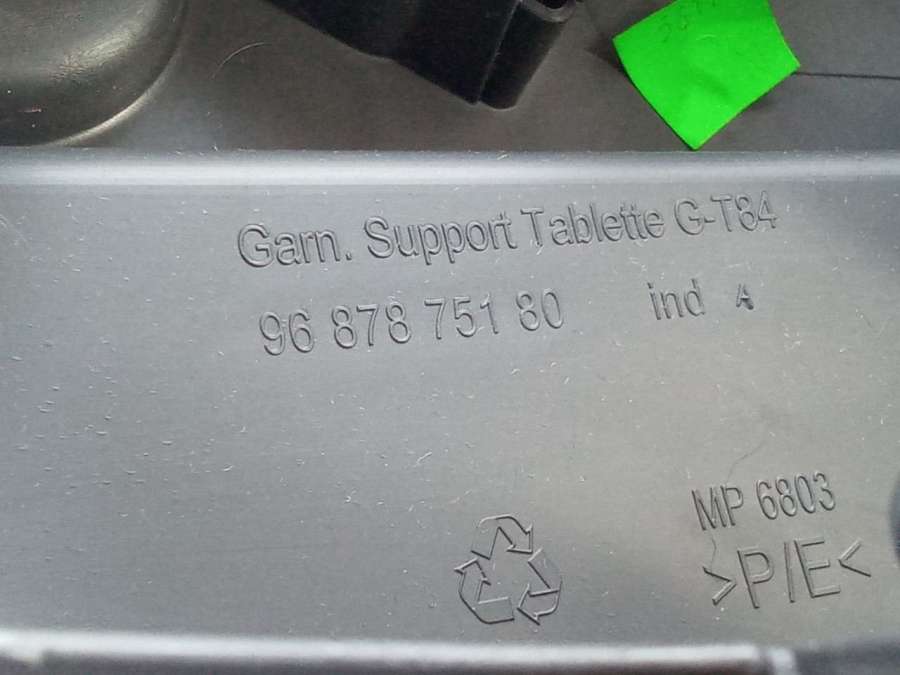 Garn. Support Tablette G-T84
96 878 751 80 ind A
MP 6803
>P/E<